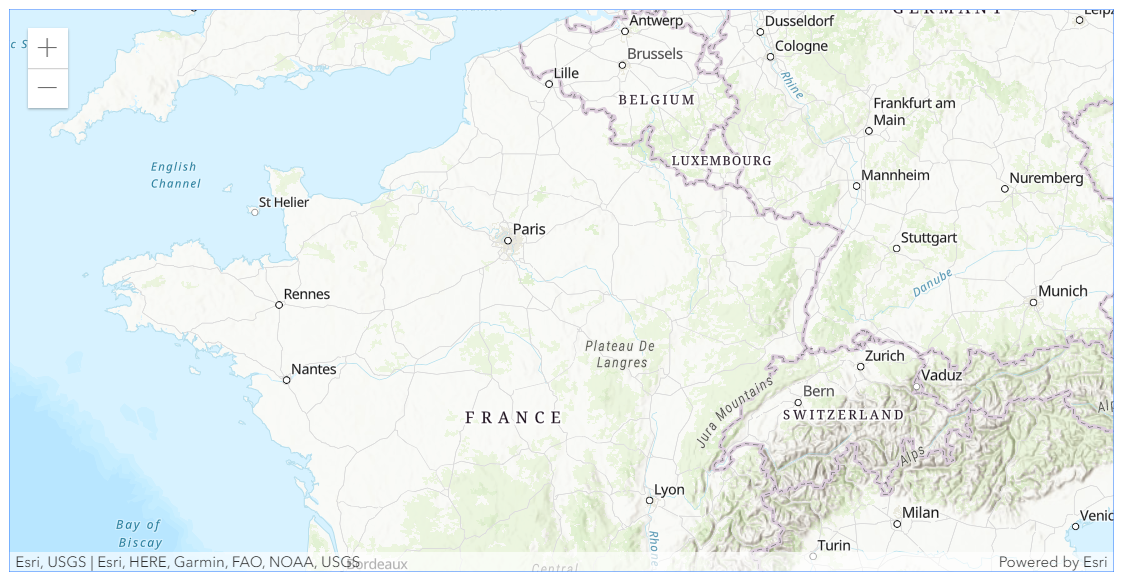 GERMANY
Antwerp
Dusseldorf
Brussels
Cologne
Lille
Rhine
BELGIUM
Frankfurt am
Main
LUXEMBOURG
English
Channel
Mannheim
Nuremberg
St Helier
Paris
Stuttgart
Danube
Rennes
Munich
Plateau De
Langres
Nantes
Zurich
Vaduz
Jura Mountains
Bern
FRANCE
SWITZERLAND
Alps
Lyon
Milan
Bay of
Biscay
Rhone
Turin
Esri, USGS | Esri, HERE, Garmin, FAO, NOAA, USGS
Bordeaux
Central
Powered by Esri